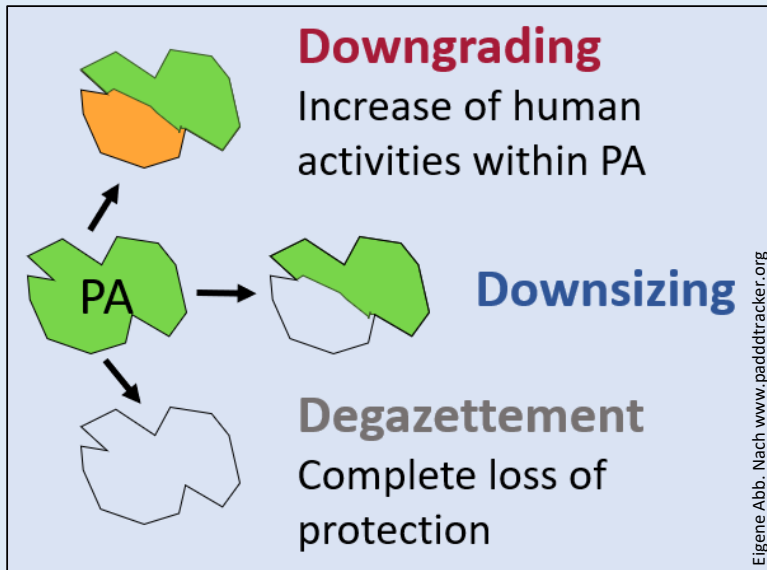 Downgrading
Increase of human
activities within PA
PA
Downsizing
Degazettement
Complete loss of
protection
Eigene Abb. Nach www.padddtracker.org